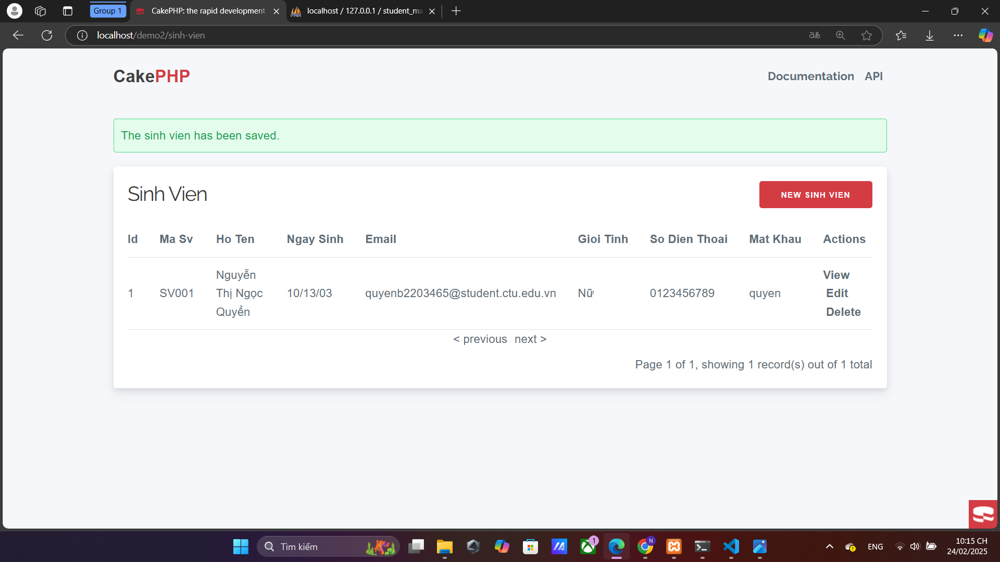 Group 1
CakePHP: the rapid development
localhost / 127.0.0.1 / student_ma
localhost/demo2/sinh-vien
CakePHP
Documentation API
The sinh vien has been saved.
Sinh Vien
NEW SINH VIEN
Id Ma Sv Ho Ten Ngay Sinh Email Gioi Tinh So Dien Thoai Mat Khau Actions
1 SV001 Nguyễn Thị Ngọc Quyển 10/13/03 quyenb2203465@student.ctu.edu.vn Nữ 0123456789 quyen View Edit Delete
< previous next >
Page 1 of 1, showing 1 record(s) out of 1 total
Tìm kiếm
1
N
ENG
10:15 CH
24/02/2025